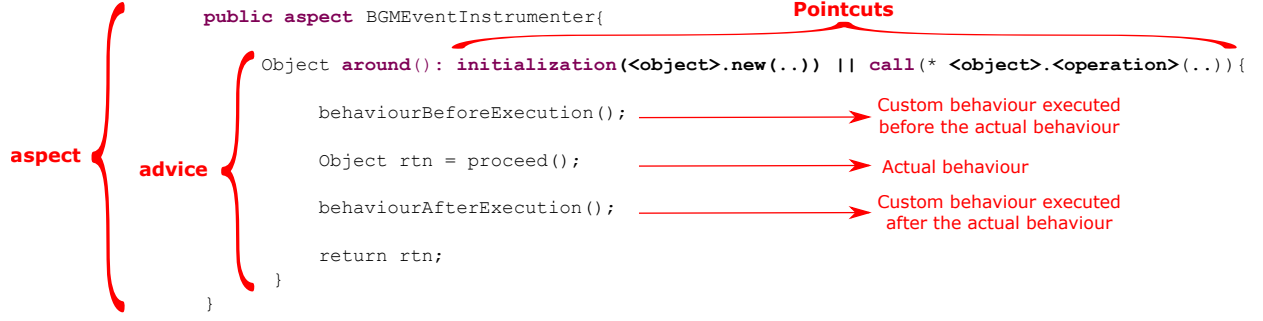 Pointcuts
public aspect BGMEventInstrumenter{
Object around(): initialization(<object>.new(..)) || call(* <object>.<operation>(..)){
behaviourBeforeExecution();
Custom behaviour executed
before the actual behaviour
aspect
advice
Object rtn = proceed();
Actual behaviour
behaviourAfterExecution();
Custom behaviour executed
after the actual behaviour
return rtn;
}
}